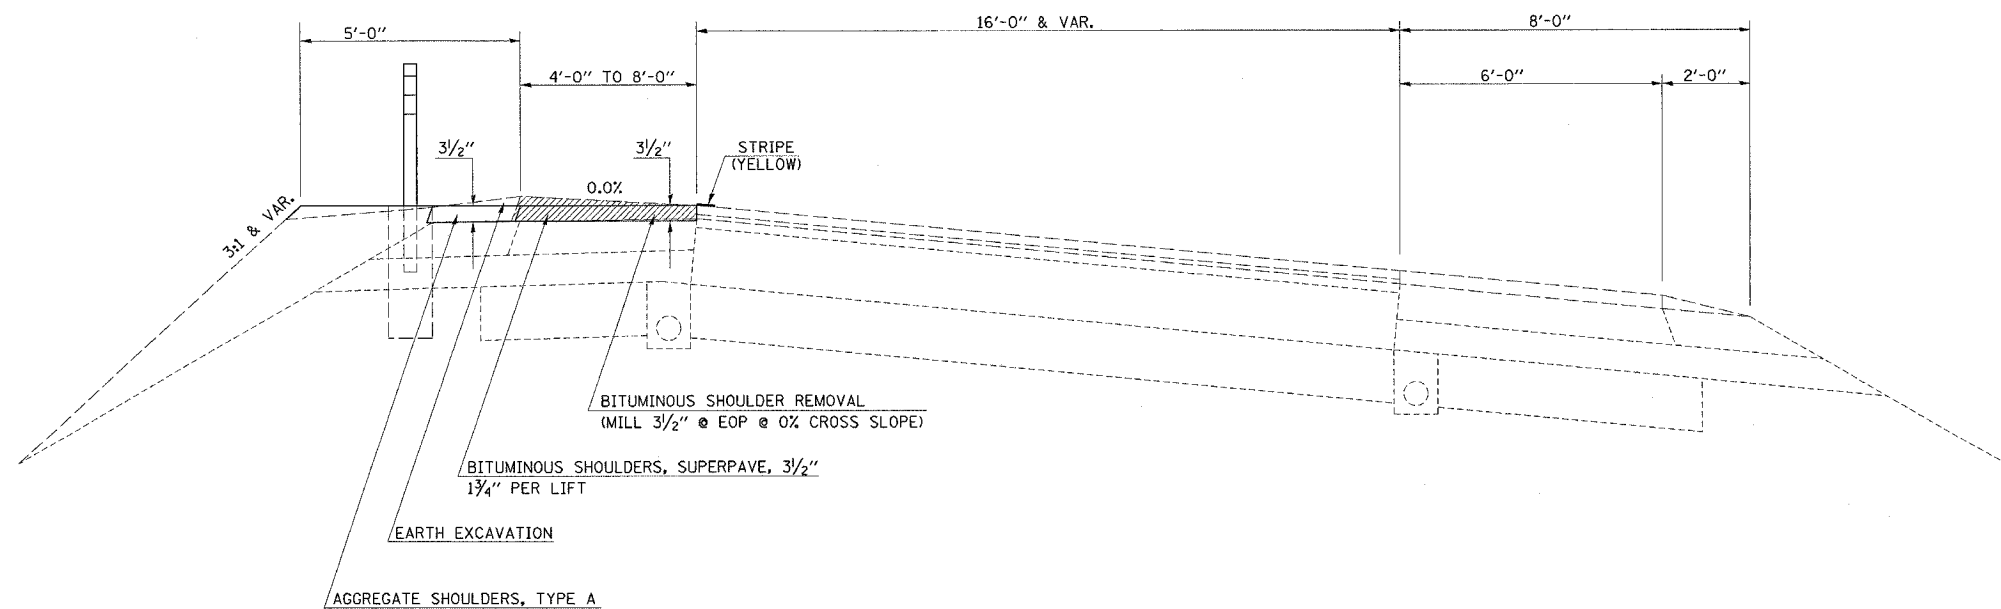 16'-0" & VAR.
8'-0"
5'-0"
4'-0" TO 8'-0"
6'-0"
2'-0"
3½"
3½"
STRIPE
(YELLOW)
0.0%
3:1 & VAR.
BITUMINOUS SHOULDER REMOVAL
(MILL 3½" @ EOP @ 0% CROSS SLOPE)
BITUMINOUS SHOULDERS, SUPERPAVE, 3½"
1¾" PER LIFT
EARTH EXCAVATION
AGGREGATE SHOULDERS, TYPE A